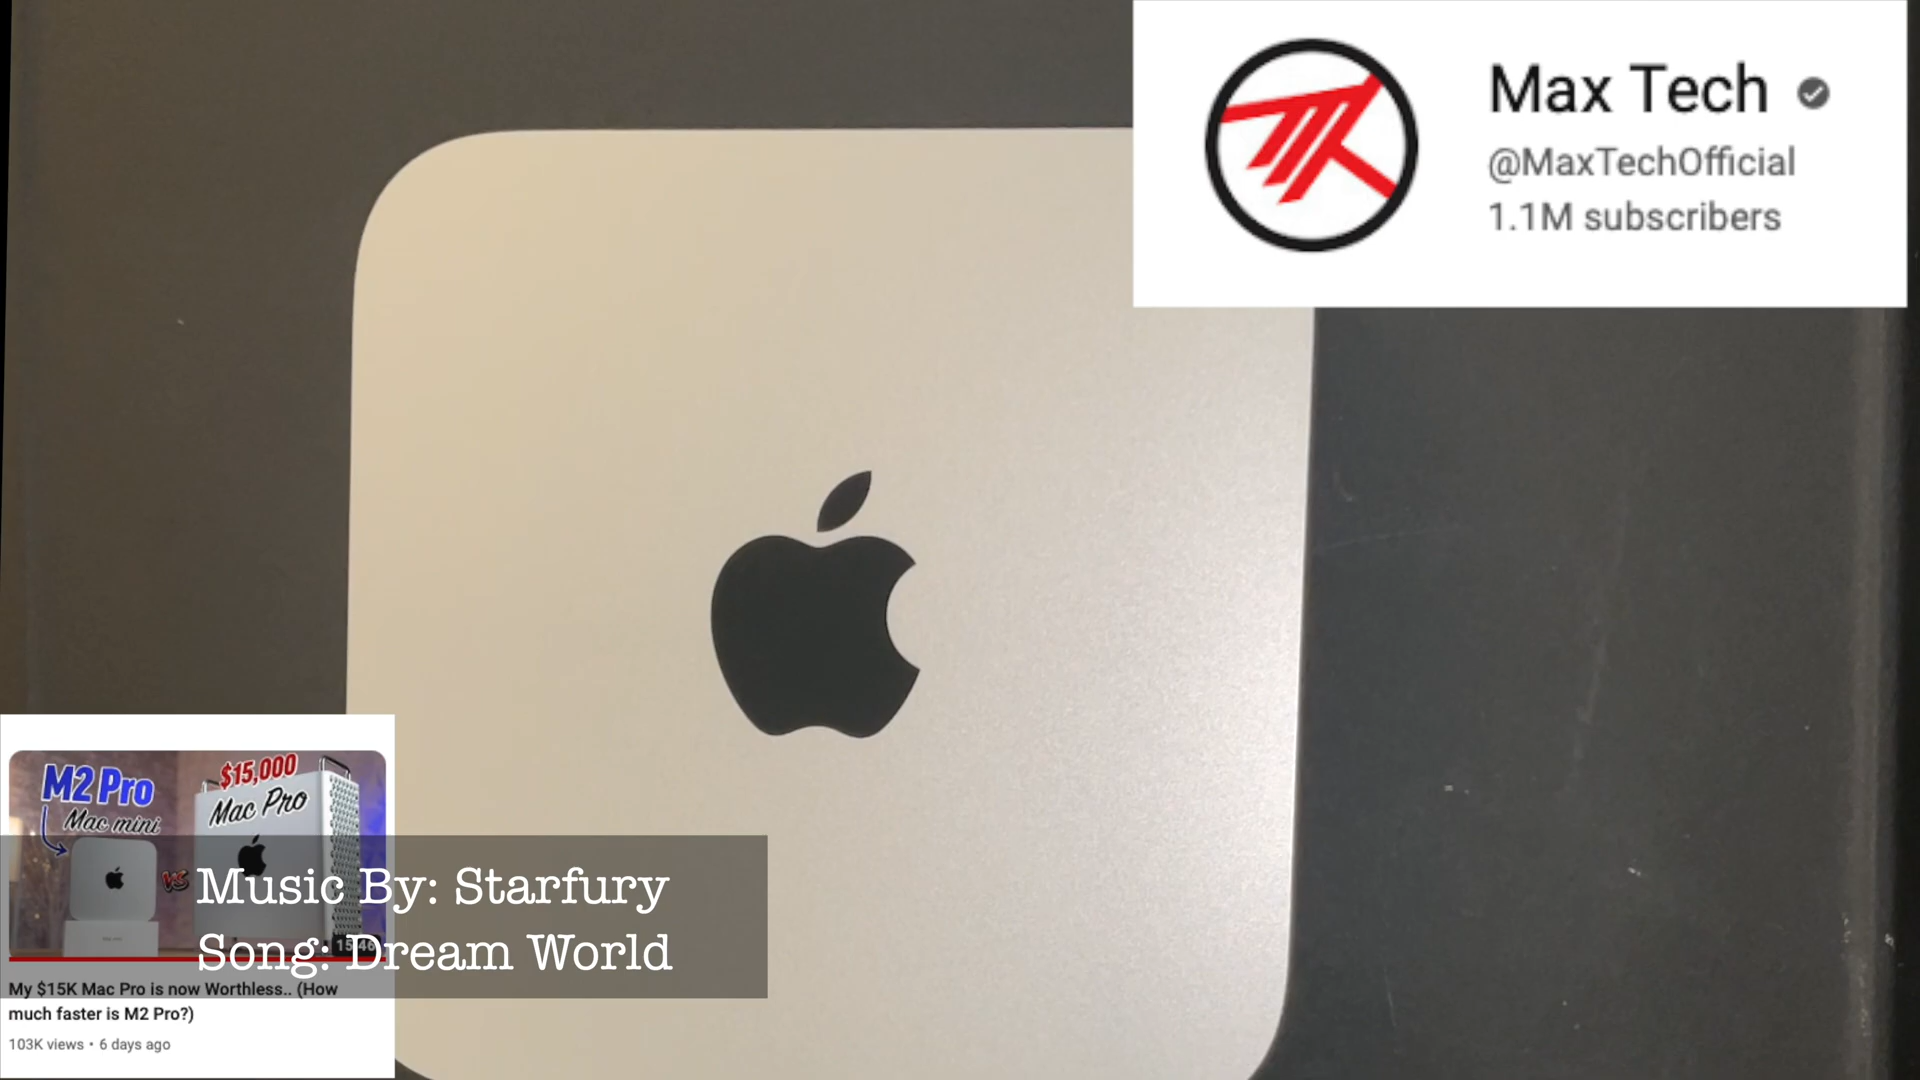 Max Tech
@MaxTechOfficial
1.1M subscribers
M2 Pro
Mac mini
$15,000
Mac Pro
VS
15:46
Music By: Starfury
Song: Dream World
My $15K Mac Pro is now Worthless.. (How
much faster is M2 Pro?)
103K views • 6 days ago